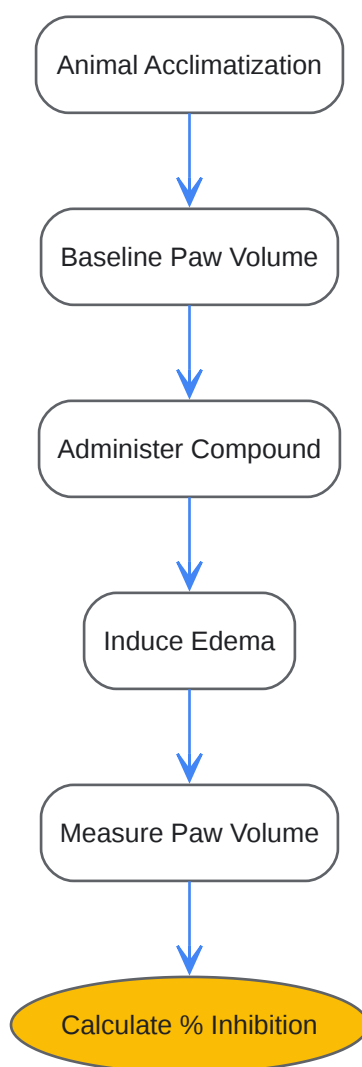 Animal Acclimatization
Baseline Paw Volume
Administer Compound
Induce Edema
Measure Paw Volume
Calculate % Inhibition